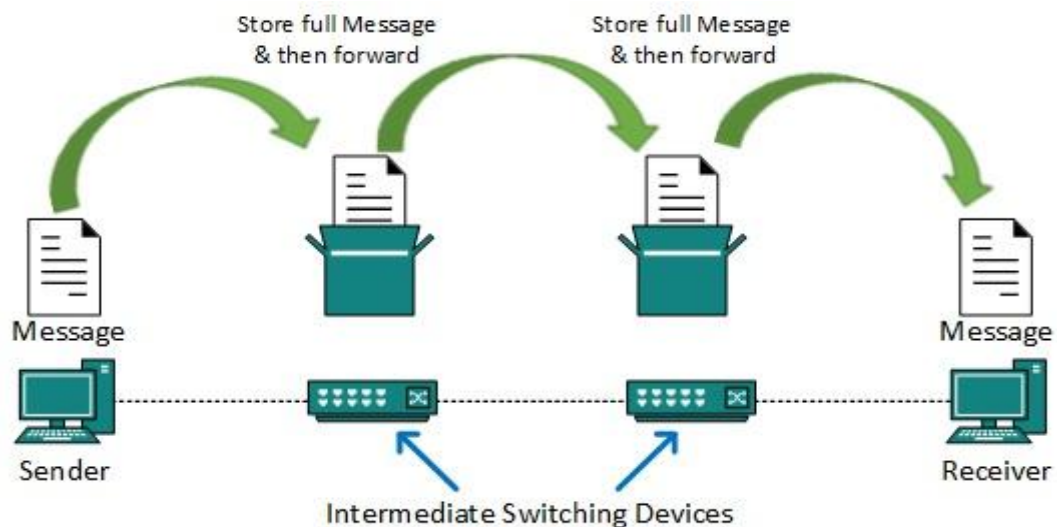 Store full Message
& then forward
Store full Message
& then forward
Message
Message
Sender
Receiver
Intermediate Switching Devices